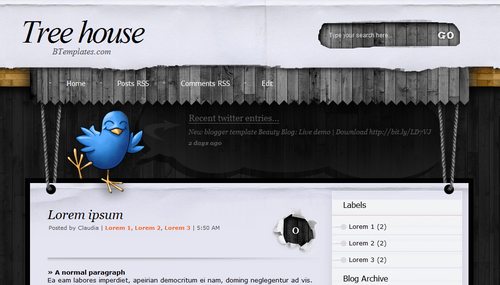 Tree house
BTemplates.com
Type your search here...
GO
Home
Posts RSS
Comments RSS
Edit
Recent twitter entries...
New blogger template Beauty Blog: Live demo | Download http://bit.ly/LD7VJ
2 days ago
Lorem ipsum
Posted by Claudia | Lorem 1, Lorem 2, Lorem 3 | 5:50 AM
0
» A normal paragraph
Ea eam labores imperdiet, apeirian democritum ei nam, doming neglegentur ad vis.
Labels
Lorem 1 (2)
Lorem 2 (2)
Lorem 3 (2)
Blog Archive